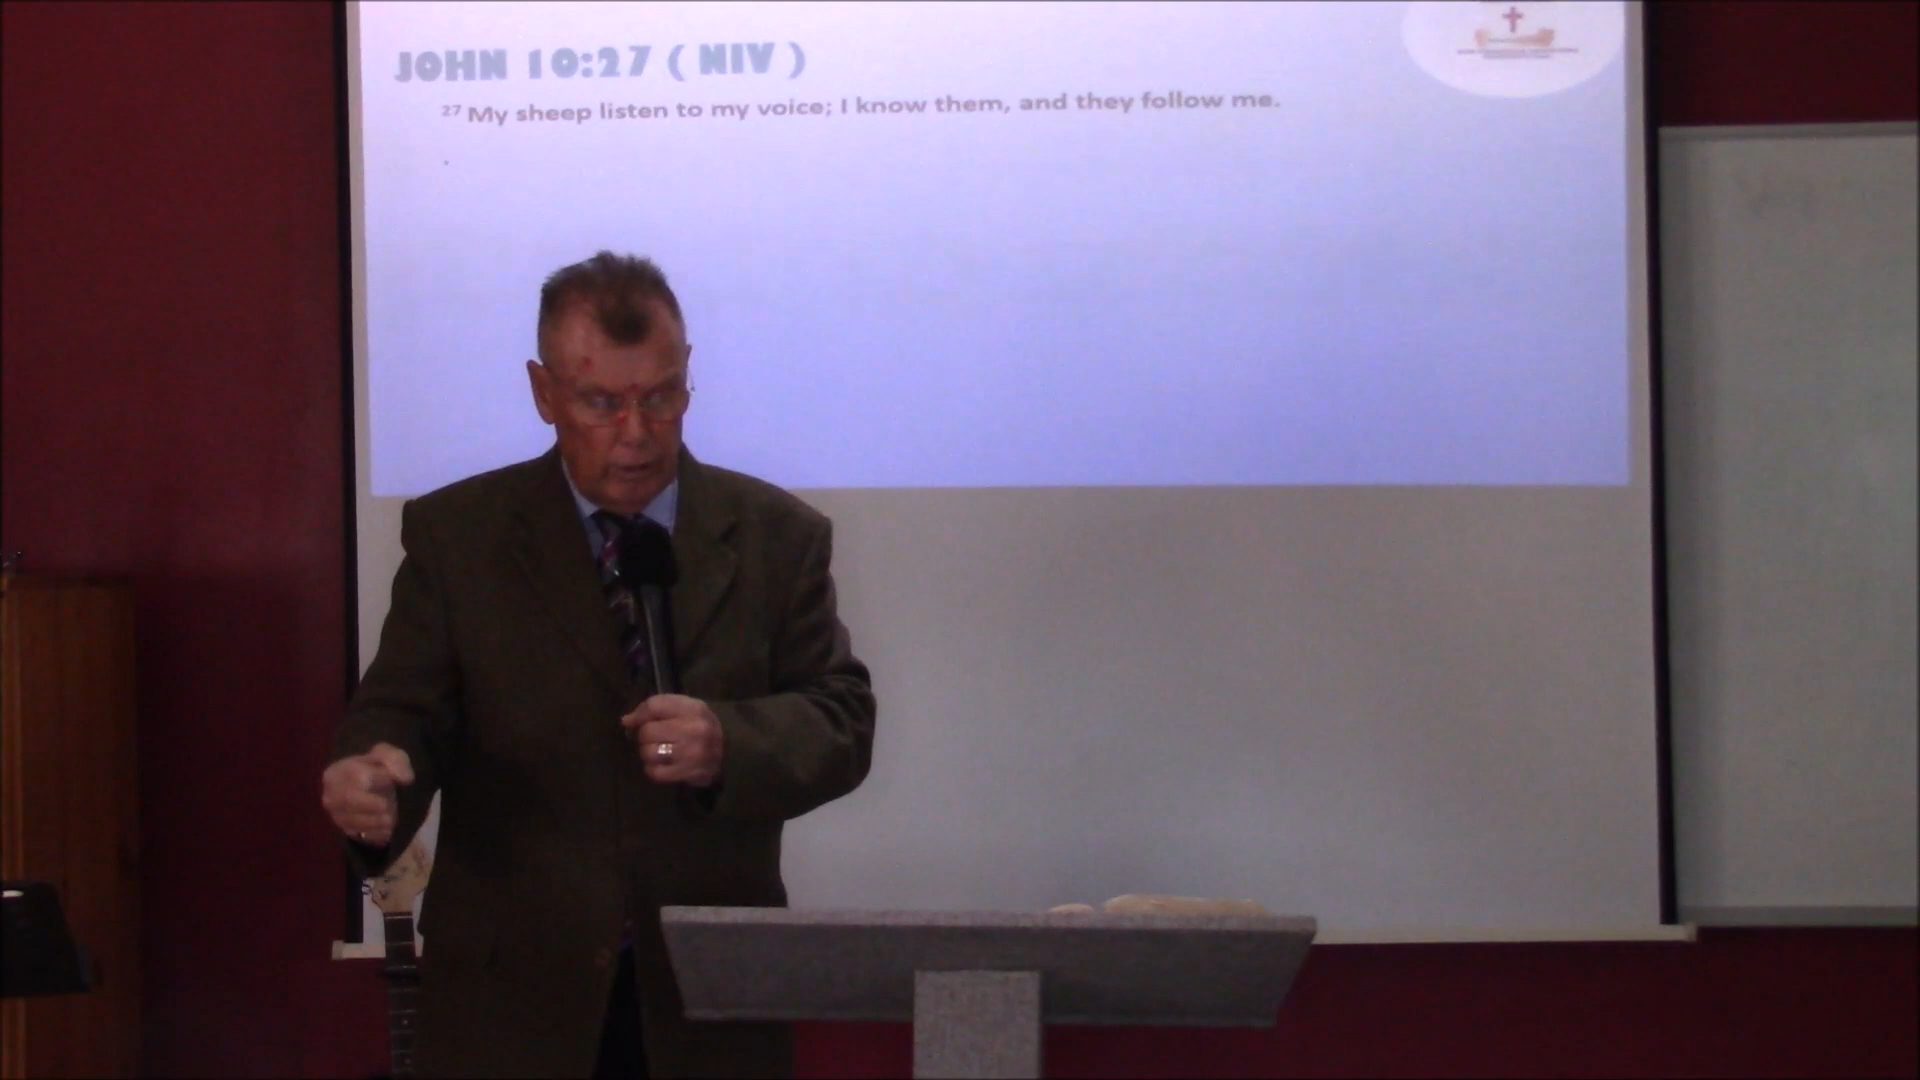 JOHN 10:27 ( NIV )
27 My sheep listen to my voice; I know them, and they follow me.